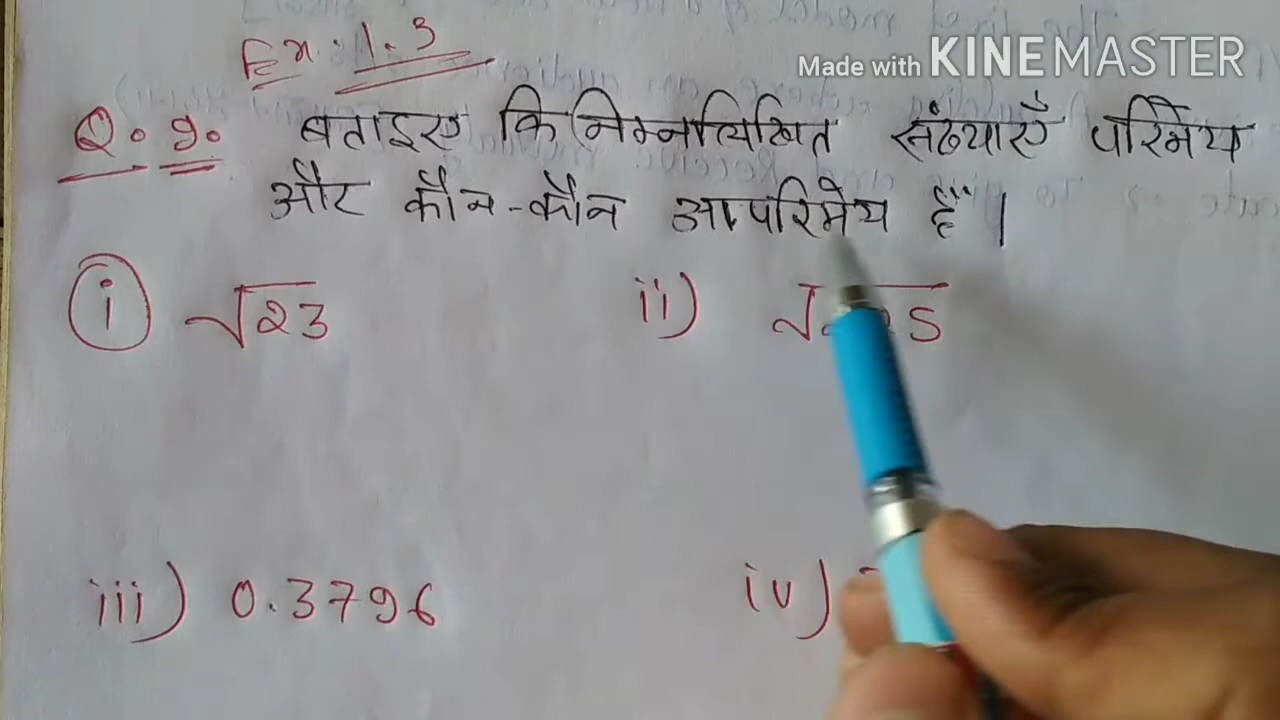 Ex. 1.3
Made with KINEMASTER
Q. 9. बताइए कि निम्नलिखित संख्याएँ परिमेय
और कौन-कौन अपरिमेय हैं।
i √23 ii)
iii) 0.3796 iv)